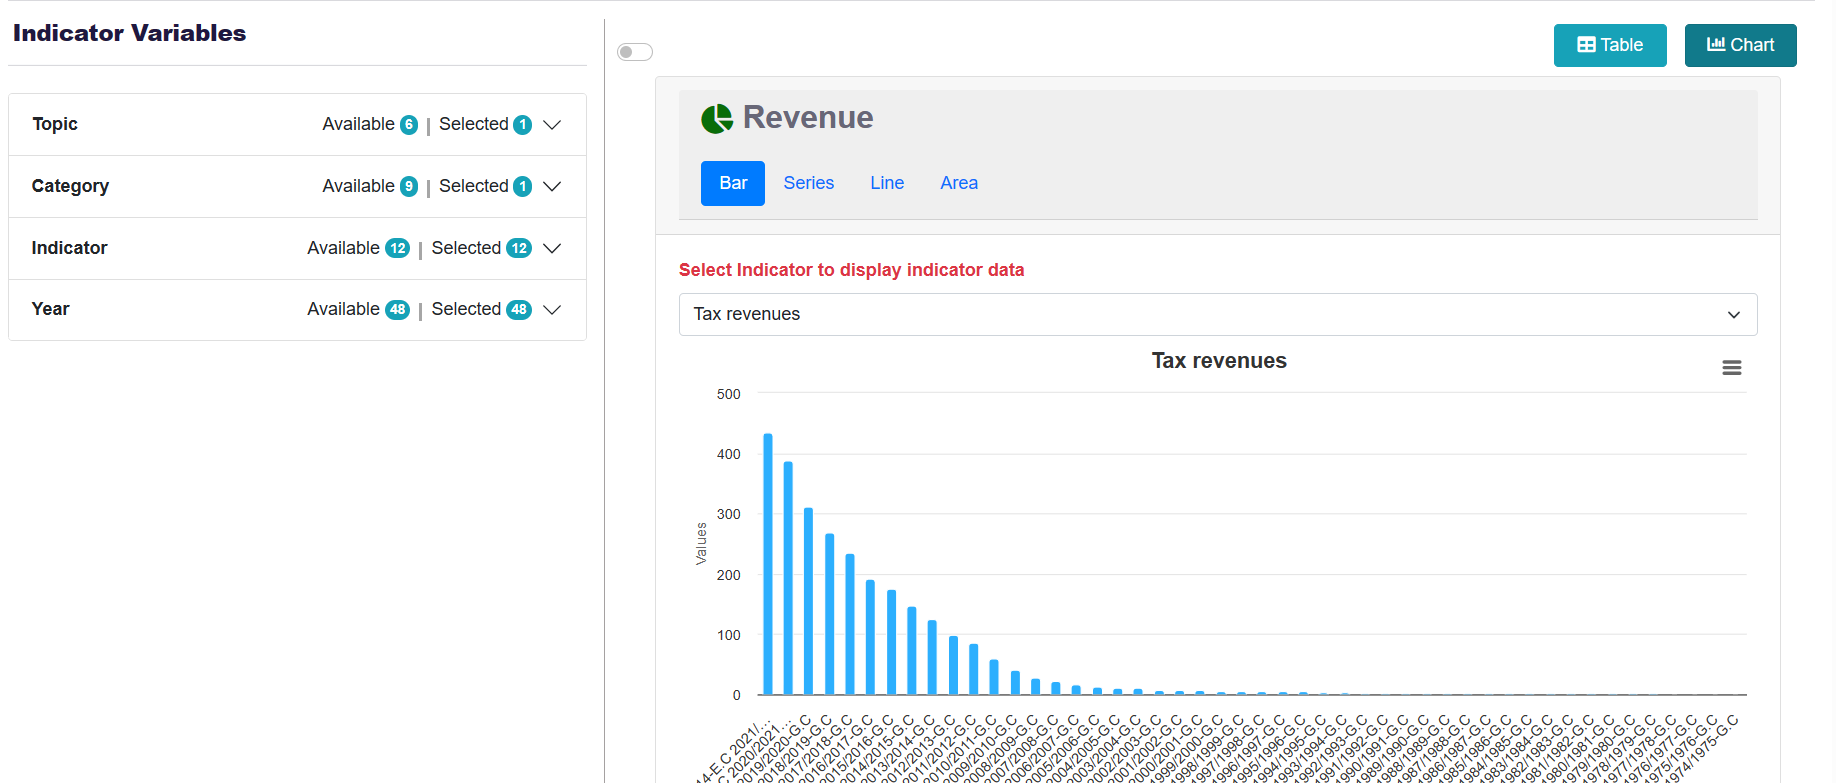 Indicator Variables
Table
Chart
Topic Available 6 | Selected 1
Category Available 9 | Selected 1
Indicator Available 12 | Selected 12
Year Available 48 | Selected 48
Revenue
Bar Series Line Area
Select Indicator to display indicator data
Tax revenues
Tax revenues
500
400
300
200
100
0
Values
14-E.C 2021/...
C 2020/2021...
2019/2020-G.C
2018/2019-G.C
2017/2018-G.C
2016/2017-G.C
2015/2016-G.C
2014/2015-G.C
2013/2014-G.C
2012/2013-G.C
2011/2012-G.C
2010/2011-G.C
2009/2010-G.C
2008/2009-G.C
2007/2008-G.C
2006/2007-G.C
2005/2006-G.C
2004/2005-G.C
2003/2004-G.C
2002/2003-G.C
2001/2002-G.C
2000/2001-G.C
1999/2000-G.C
1998/1999-G.C
1997/1998-G.C
1996/1997-G.C
1995/1996-G.C
1994/1995-G.C
1993/1994-G.C
1992/1993-G.C
1991/1992-G.C
1990/1991-G.C
1989/1990-G.C
1988/1989-G.C
1987/1988-G.C
1986/1987-G.C
1985/1986-G.C
1984/1985-G.C
1983/1984-G.C
1982/1983-G.C
1981/1982-G.C
1980/1981-G.C
1979/1980-G.C
1978/1979-G.C
1977/1978-G.C
1976/1977-G.C
1975/1976-G.C
1974/1975-G.C